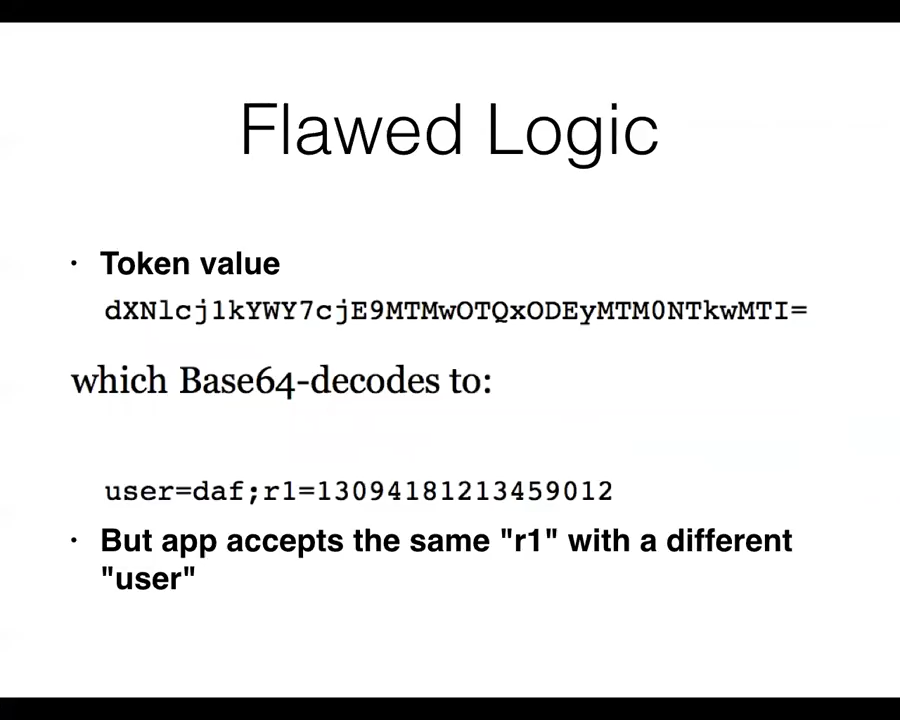 Flawed Logic
• Token value
dXNlcj1kYWY7cjE9MTMwOTQxODEyMTM0NTkwMTI=
which Base64-decodes to:
user=daf;r1=13094181213459012
• But app accepts the same "r1" with a different
"user"